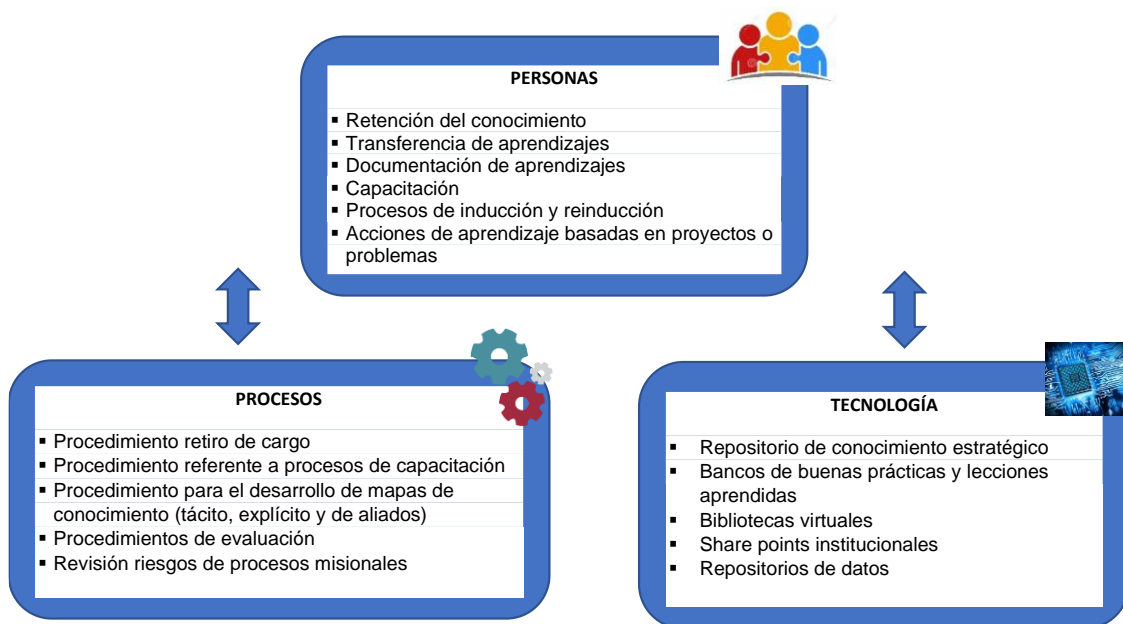 PERSONAS
▪ Retención del conocimiento
▪ Transferencia de aprendizajes
▪ Documentación de aprendizajes
▪ Capacitación
▪ Procesos de inducción y reinducción
▪ Acciones de aprendizaje basadas en proyectos o
problemas
PROCESOS
▪ Procedimiento retiro de cargo
▪ Procedimiento referente a procesos de capacitación
▪ Procedimiento para el desarrollo de mapas de
conocimiento (tácito, explícito y de aliados)
▪ Procedimientos de evaluación
▪ Revisión riesgos de procesos misionales
TECNOLOGÍA
▪ Repositorio de conocimiento estratégico
▪ Bancos de buenas prácticas y lecciones
aprendidas
▪ Bibliotecas virtuales
▪ Share points institucionales
▪ Repositorios de datos